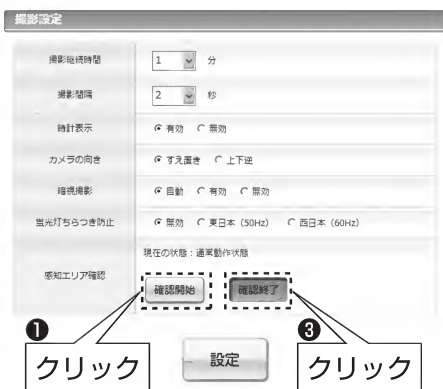 撮影設定
撮影継続時間 1 分
撮影間隔 2 秒
時計表示 有効 無効
カメラの向き すえ置き 上下逆
暗視撮影 自動 有効 無効
蛍光灯ちらつき防止 無効 東日本 (50Hz) 西日本 (60Hz)
現在の状態：通常動作状態
感知エリア確認 確認開始 確認終了
❶ ❸
クリック 設定 クリック